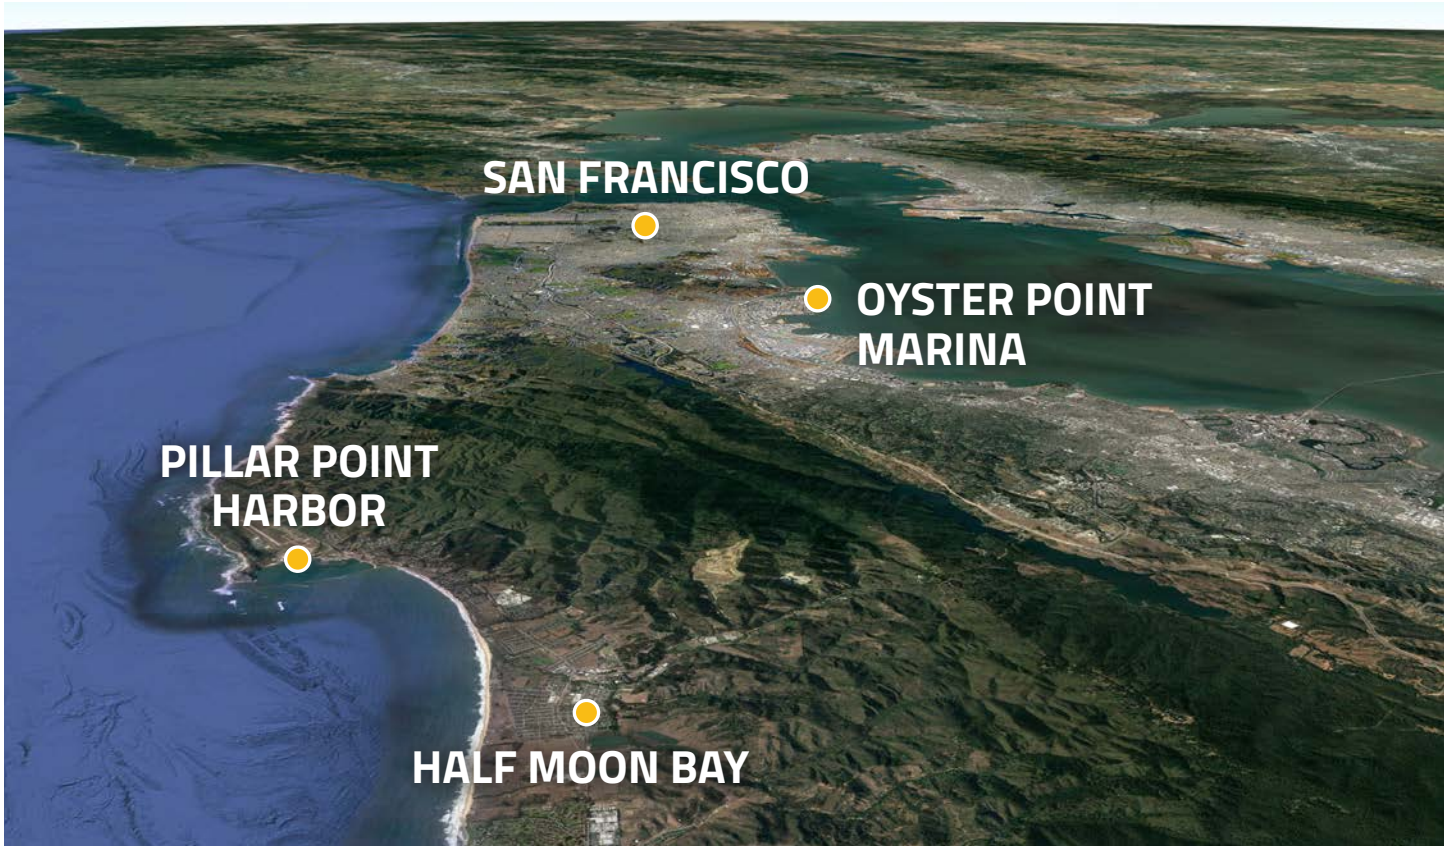 SAN FRANCISCO
OYSTER POINT
MARINA
PILLAR POINT
HARBOR
HALF MOON BAY